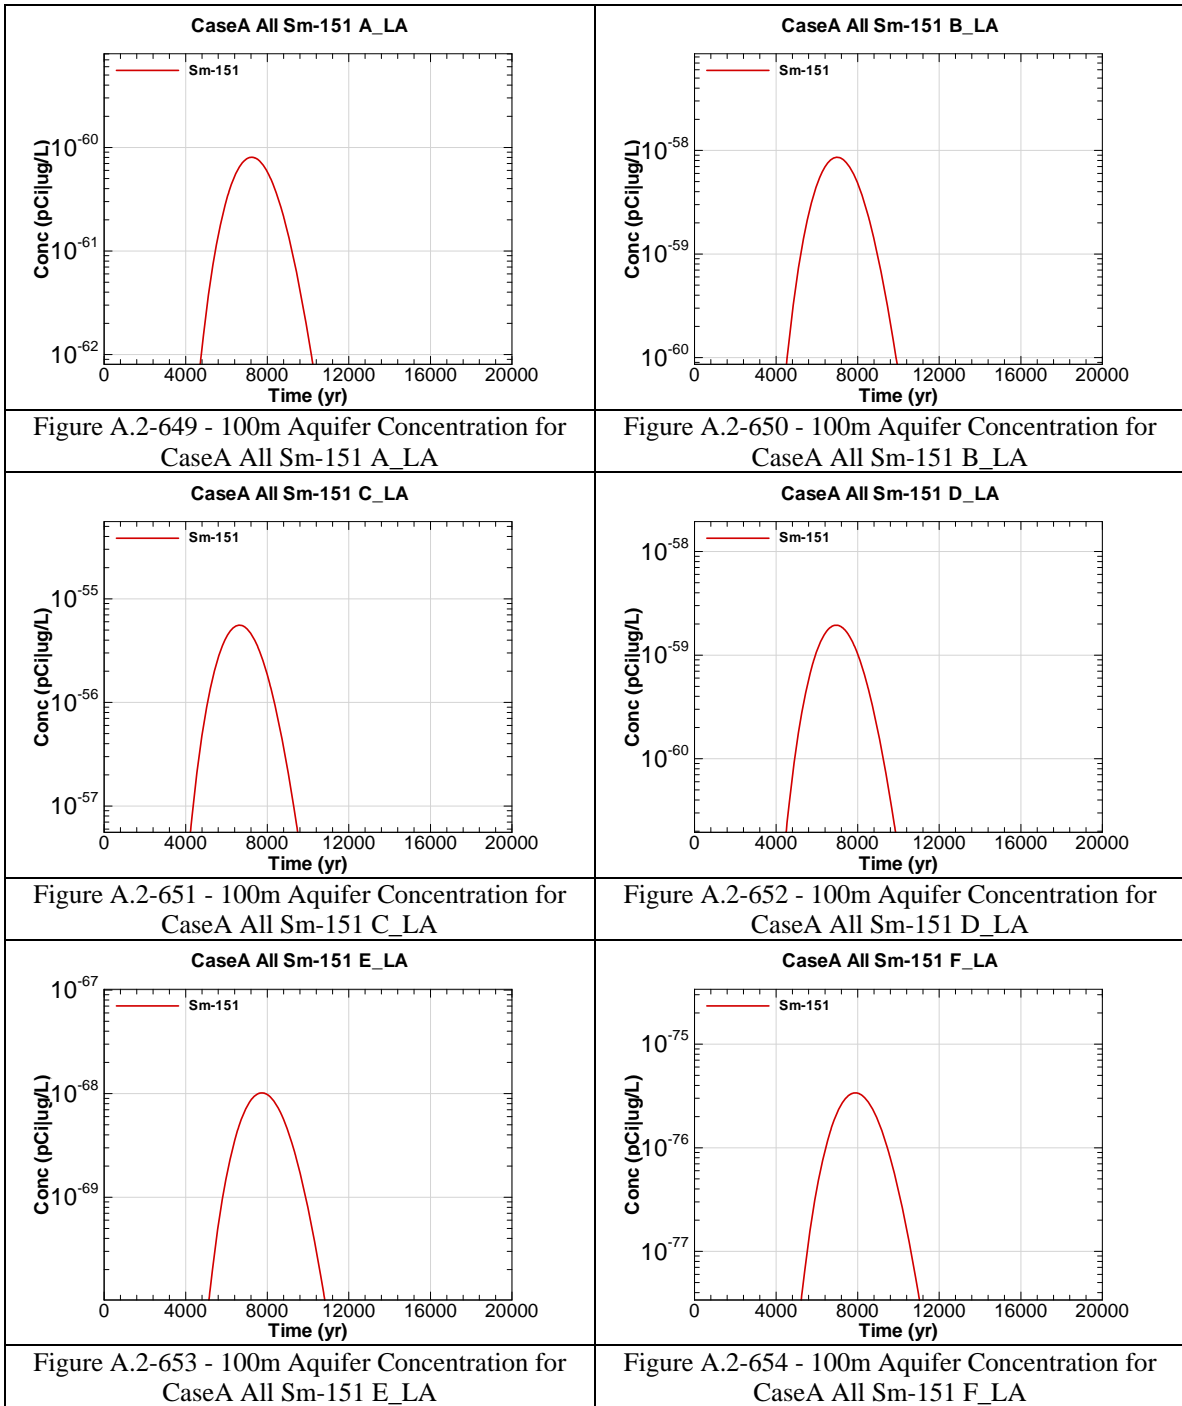 CaseA All Sm-151 A_LA
Sm-151
Conc (pCi|ug/L)
10-60
10-61
10-62
0 4000 8000 12000 16000 20000
Time (yr)
Figure A.2-649 - 100m Aquifer Concentration for
CaseA All Sm-151 A_LA
CaseA All Sm-151 B_LA
Sm-151
Conc (pCi|ug/L)
10-58
10-59
10-60
0 4000 8000 12000 16000 20000
Time (yr)
Figure A.2-650 - 100m Aquifer Concentration for
CaseA All Sm-151 B_LA
CaseA All Sm-151 C_LA
Sm-151
Conc (pCi|ug/L)
10-55
10-56
10-57
0 4000 8000 12000 16000 20000
Time (yr)
Figure A.2-651 - 100m Aquifer Concentration for
CaseA All Sm-151 C_LA
CaseA All Sm-151 D_LA
Sm-151
Conc (pCi|ug/L)
10-58
10-59
10-60
0 4000 8000 12000 16000 20000
Time (yr)
Figure A.2-652 - 100m Aquifer Concentration for
CaseA All Sm-151 D_LA
CaseA All Sm-151 E_LA
Sm-151
Conc (pCi|ug/L)
10-67
10-68
10-69
0 4000 8000 12000 16000 20000
Time (yr)
Figure A.2-653 - 100m Aquifer Concentration for
CaseA All Sm-151 E_LA
CaseA All Sm-151 F_LA
Sm-151
Conc (pCi|ug/L)
10-75
10-76
10-77
0 4000 8000 12000 16000 20000
Time (yr)
Figure A.2-654 - 100m Aquifer Concentration for
CaseA All Sm-151 F_LA